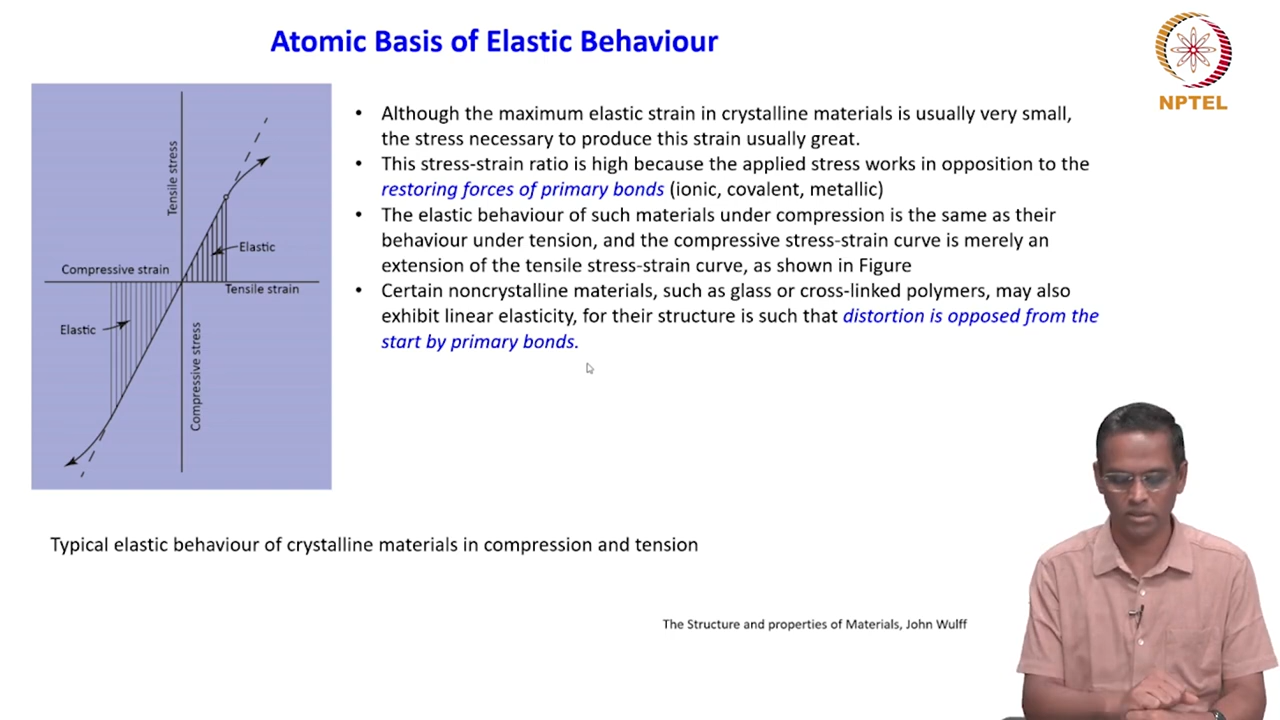 Atomic Basis of Elastic Behaviour
NPTEL
Tensile stress
Elastic
Compressive strain
Tensile strain
Elastic
Compressive stress
• Although the maximum elastic strain in crystalline materials is usually very small,
the stress necessary to produce this strain usually great.
• This stress-strain ratio is high because the applied stress works in opposition to the
restoring forces of primary bonds (ionic, covalent, metallic)
• The elastic behaviour of such materials under compression is the same as their
behaviour under tension, and the compressive stress-strain curve is merely an
extension of the tensile stress-strain curve, as shown in Figure
• Certain noncrystalline materials, such as glass or cross-linked polymers, may also
exhibit linear elasticity, for their structure is such that distortion is opposed from the
start by primary bonds.
Typical elastic behaviour of crystalline materials in compression and tension
The Structure and properties of Materials, John Wulff